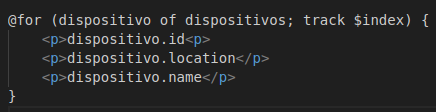 @for (dispositivo of dispositivos; track $index) {
    <p>dispositivo.id<p>
    <p>dispositivo.location</p>
    <p>dispositivo.name</p>
}